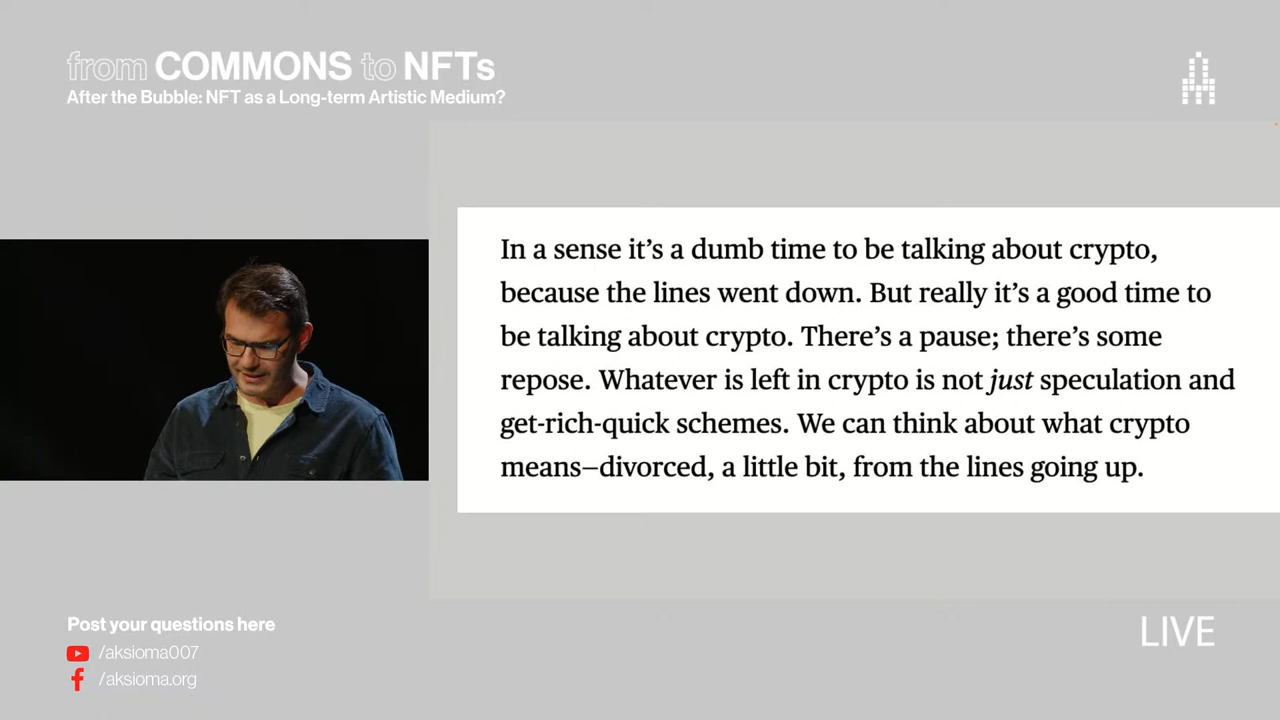 from COMMONS to NFTs
After the Bubble: NFT as a Long-term Artistic Medium?
In a sense it’s a dumb time to be talking about crypto,
because the lines went down. But really it’s a good time to
be talking about crypto. There’s a pause; there’s some
repose. Whatever is left in crypto is not just speculation and
get-rich-quick schemes. We can think about what crypto
means—divorced, a little bit, from the lines going up.
Post your questions here
/aksioma007
/aksioma.org
LIVE